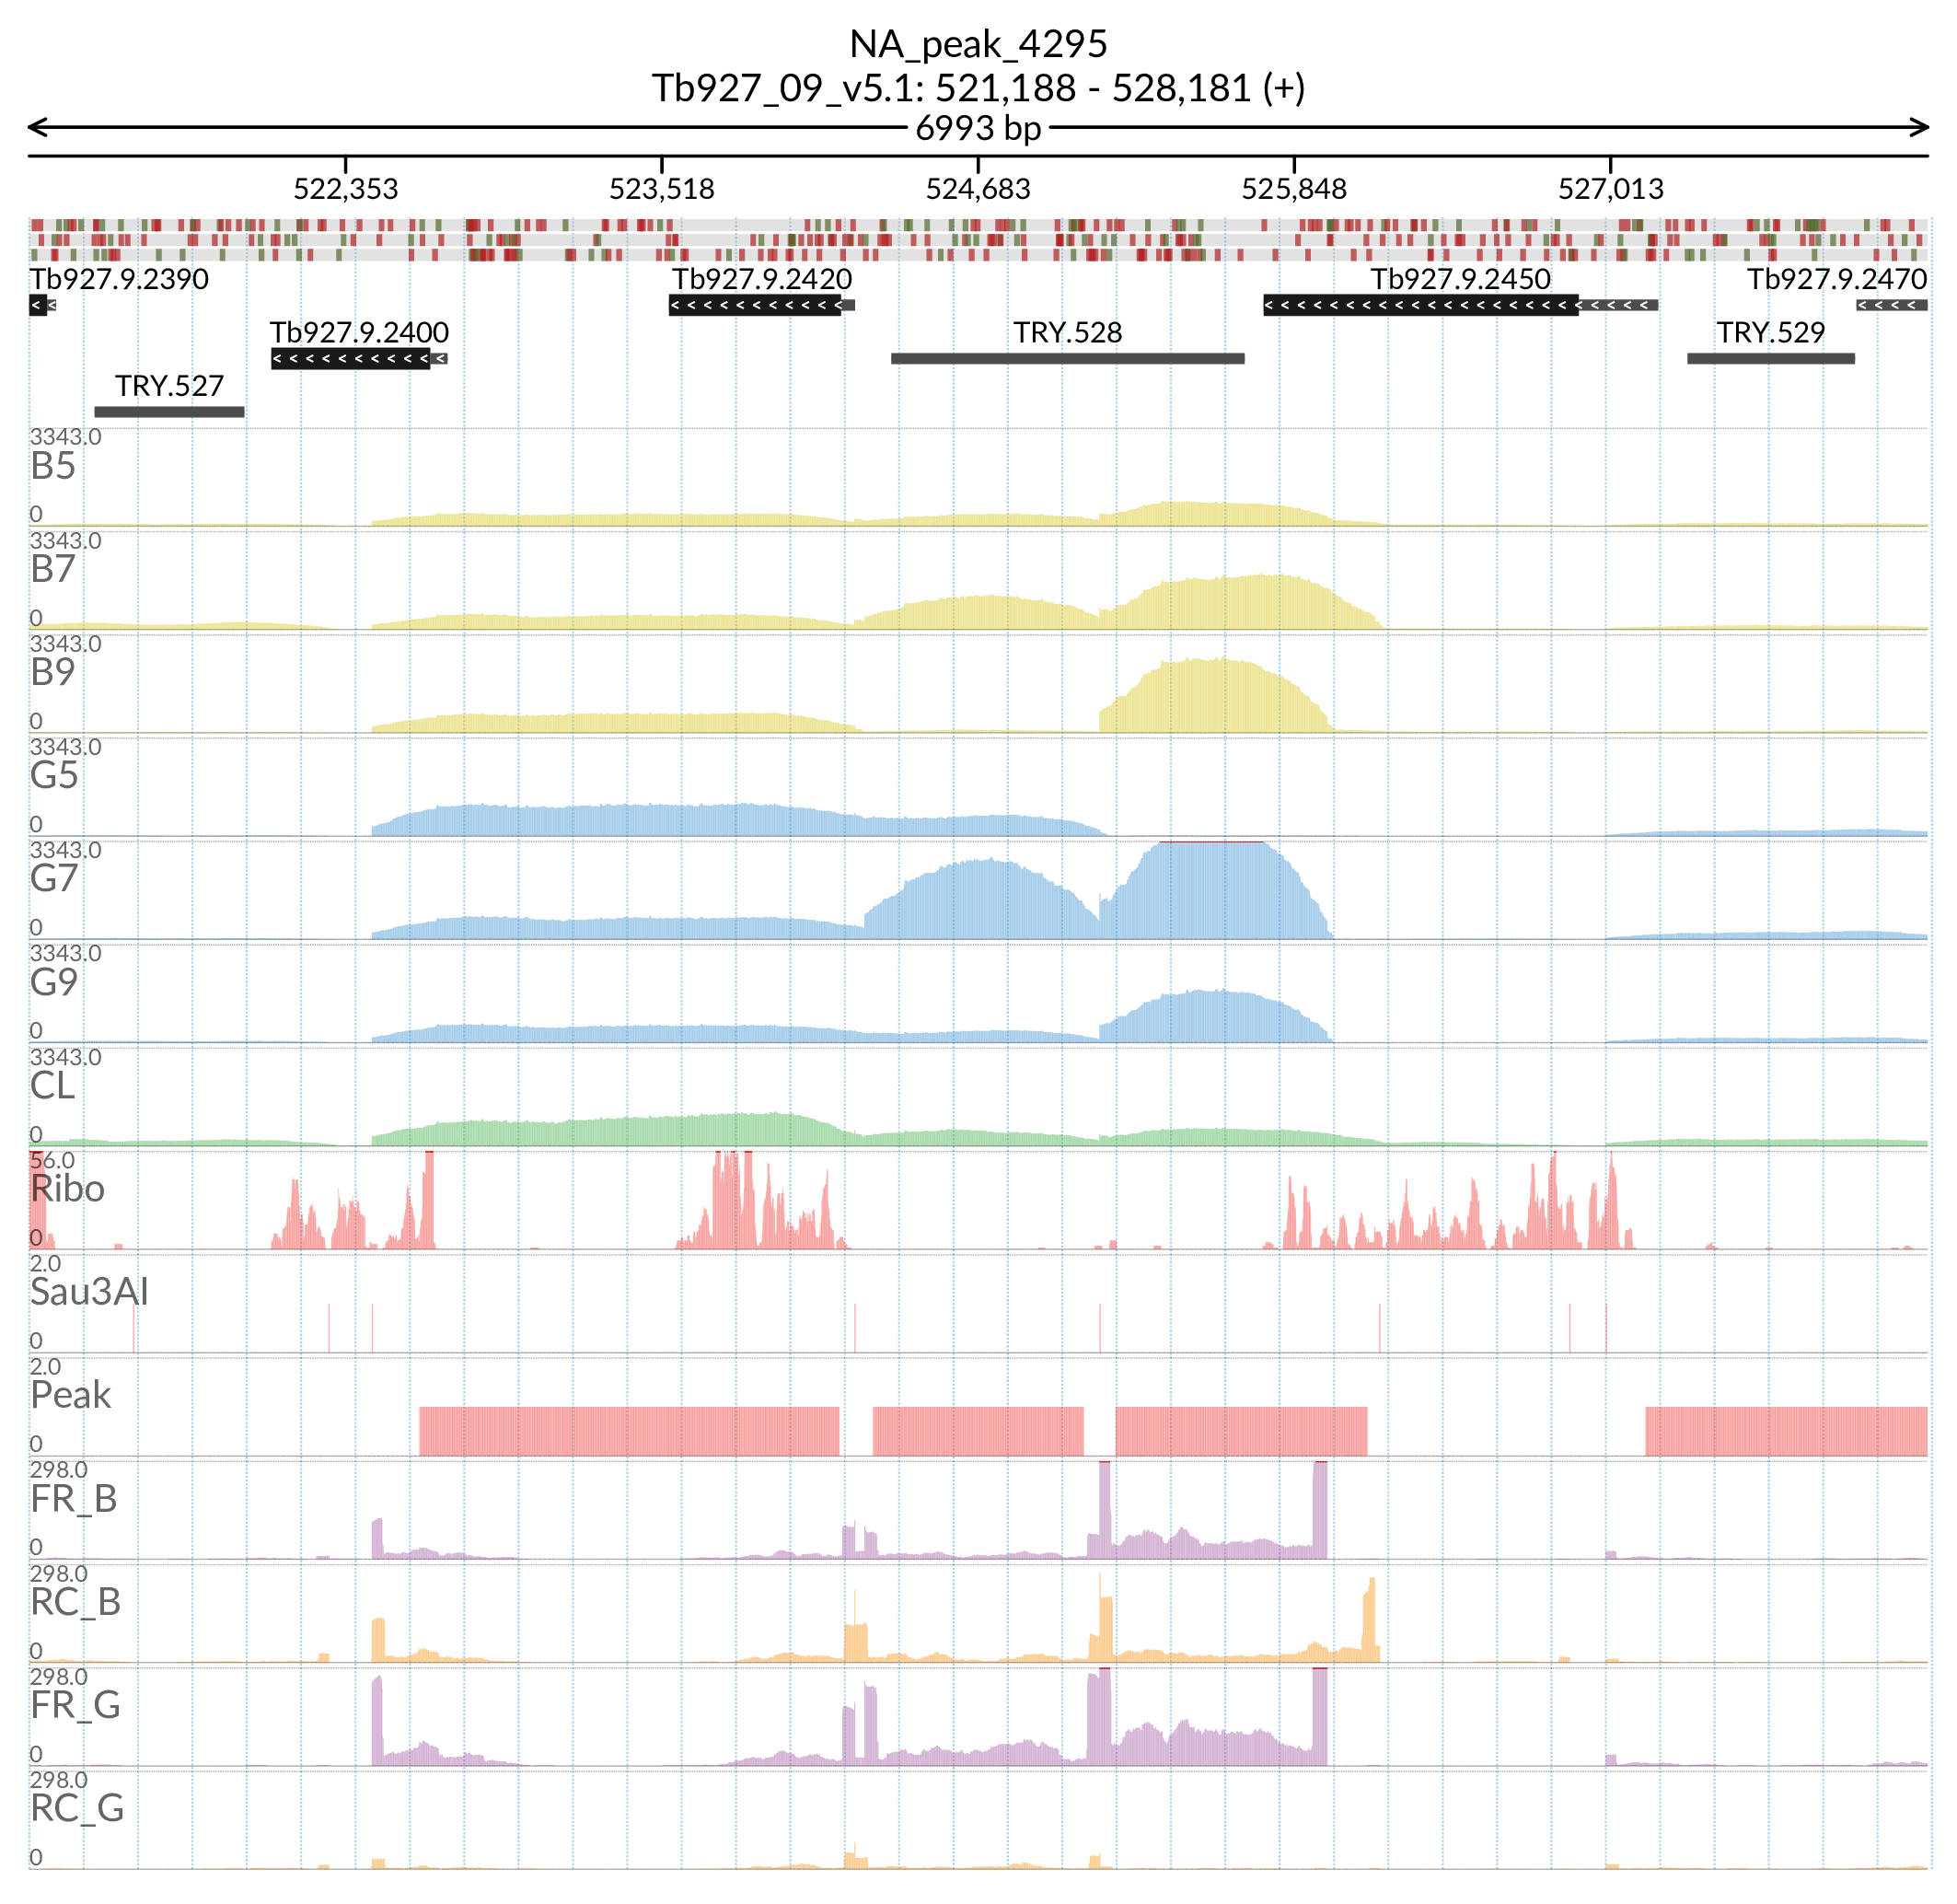 NA_peak_4295
Tb927_09_v5.1: 521,188 - 528,181 (+)
6993 bp
522,353 523,518 524,683 525,848 527,013
Tb927.9.2390 Tb927.9.2420 Tb927.9.2450 Tb927.9.2470
Tb927.9.2400 TRY.528 TRY.529
TRY.527
3343.0
B5
0
3343.0
B7
0
3343.0
B9
0
3343.0
G5
0
3343.0
G7
0
3343.0
G9
0
3343.0
CL
0
56.0
Ribo
0
2.0
Sau3AI
0
2.0
Peak
0
298.0
FR_B
0
298.0
RC_B
0
298.0
FR_G
0
298.0
RC_G
0